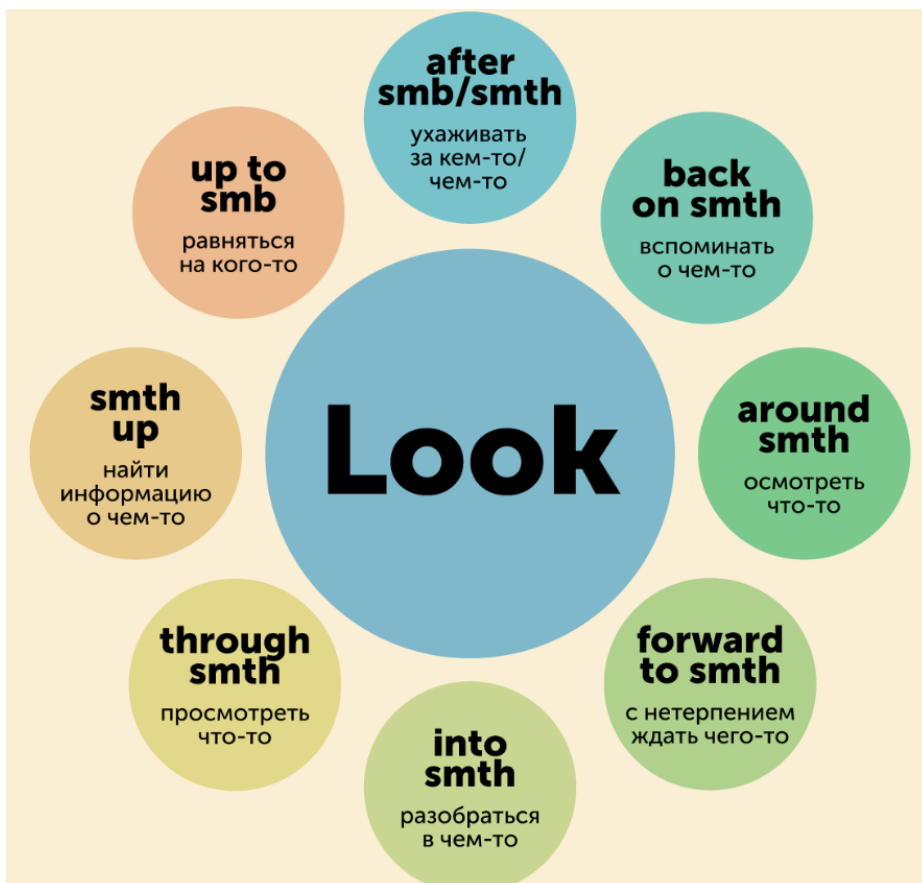 after
smb/smth
ухаживать
за кем-то/
чем-то
back
on smth
вспоминать
о чем-то
around
smth
осмотреть
что-то
forward
to smth
с нетерпением
ждать чего-то
into
smth
разобраться
в чем-то
through
smth
просмотреть
что-то
smth
up
найти
информацию
о чем-то
up to
smb
равняться
на кого-то
Look